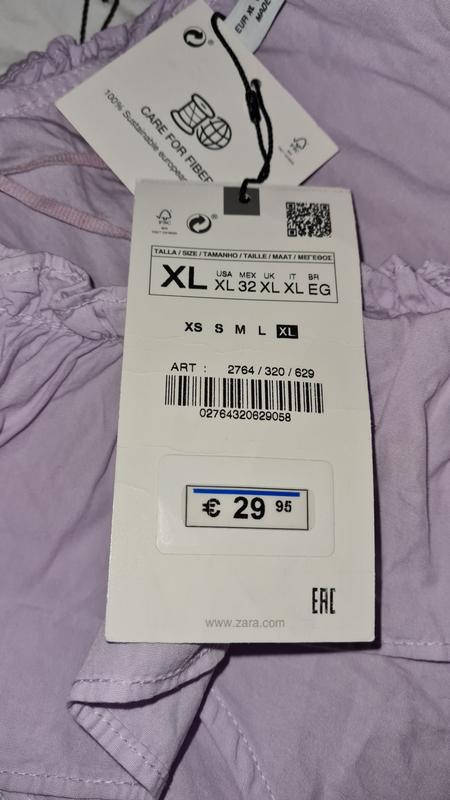 EUR XL
MADE
CARE FOR FIBER
100% Sustainable european
FSC
TALLA / SIZE / TAMANHO / TAILLE / MAAT / ΜΕΓΕΘΟΣ
XL
USA MEX UK IT BR
XL 32 XL XL EG
XS S M L XL
ART : 2764 / 320 / 629
02764320629058
€ 29 95
EAC
www.zara.com